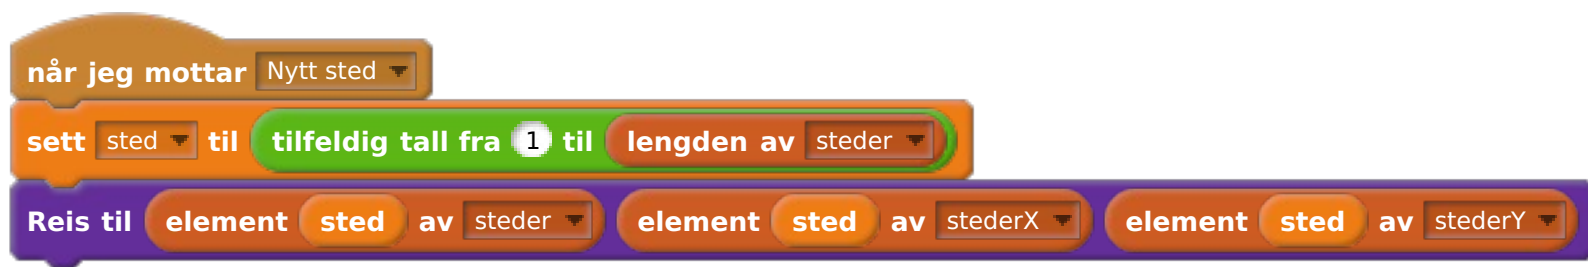 når jeg mottar Nytt sted
sett sted til tilfeldig tall fra 1 til lengden av steder
Reis til element sted av steder element sted av stederX element sted av stederY